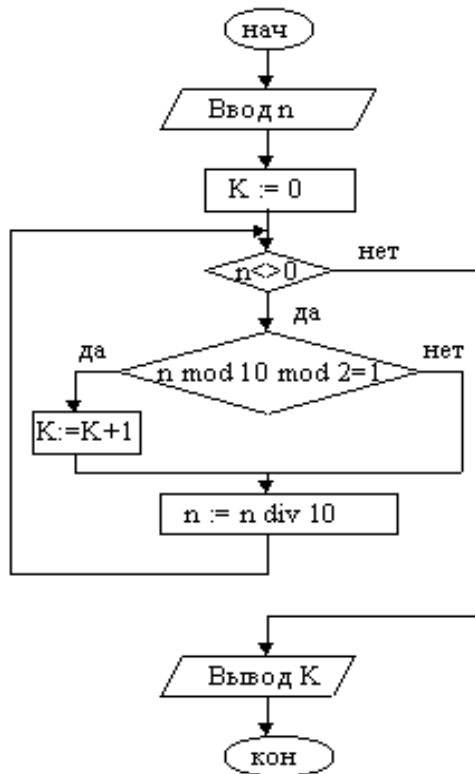 нач
Ввод n
K := 0
n<>0
нет
да
да
n mod 10 mod 2=1
нет
K:=K+1
n := n div 10
Вывод K
кон